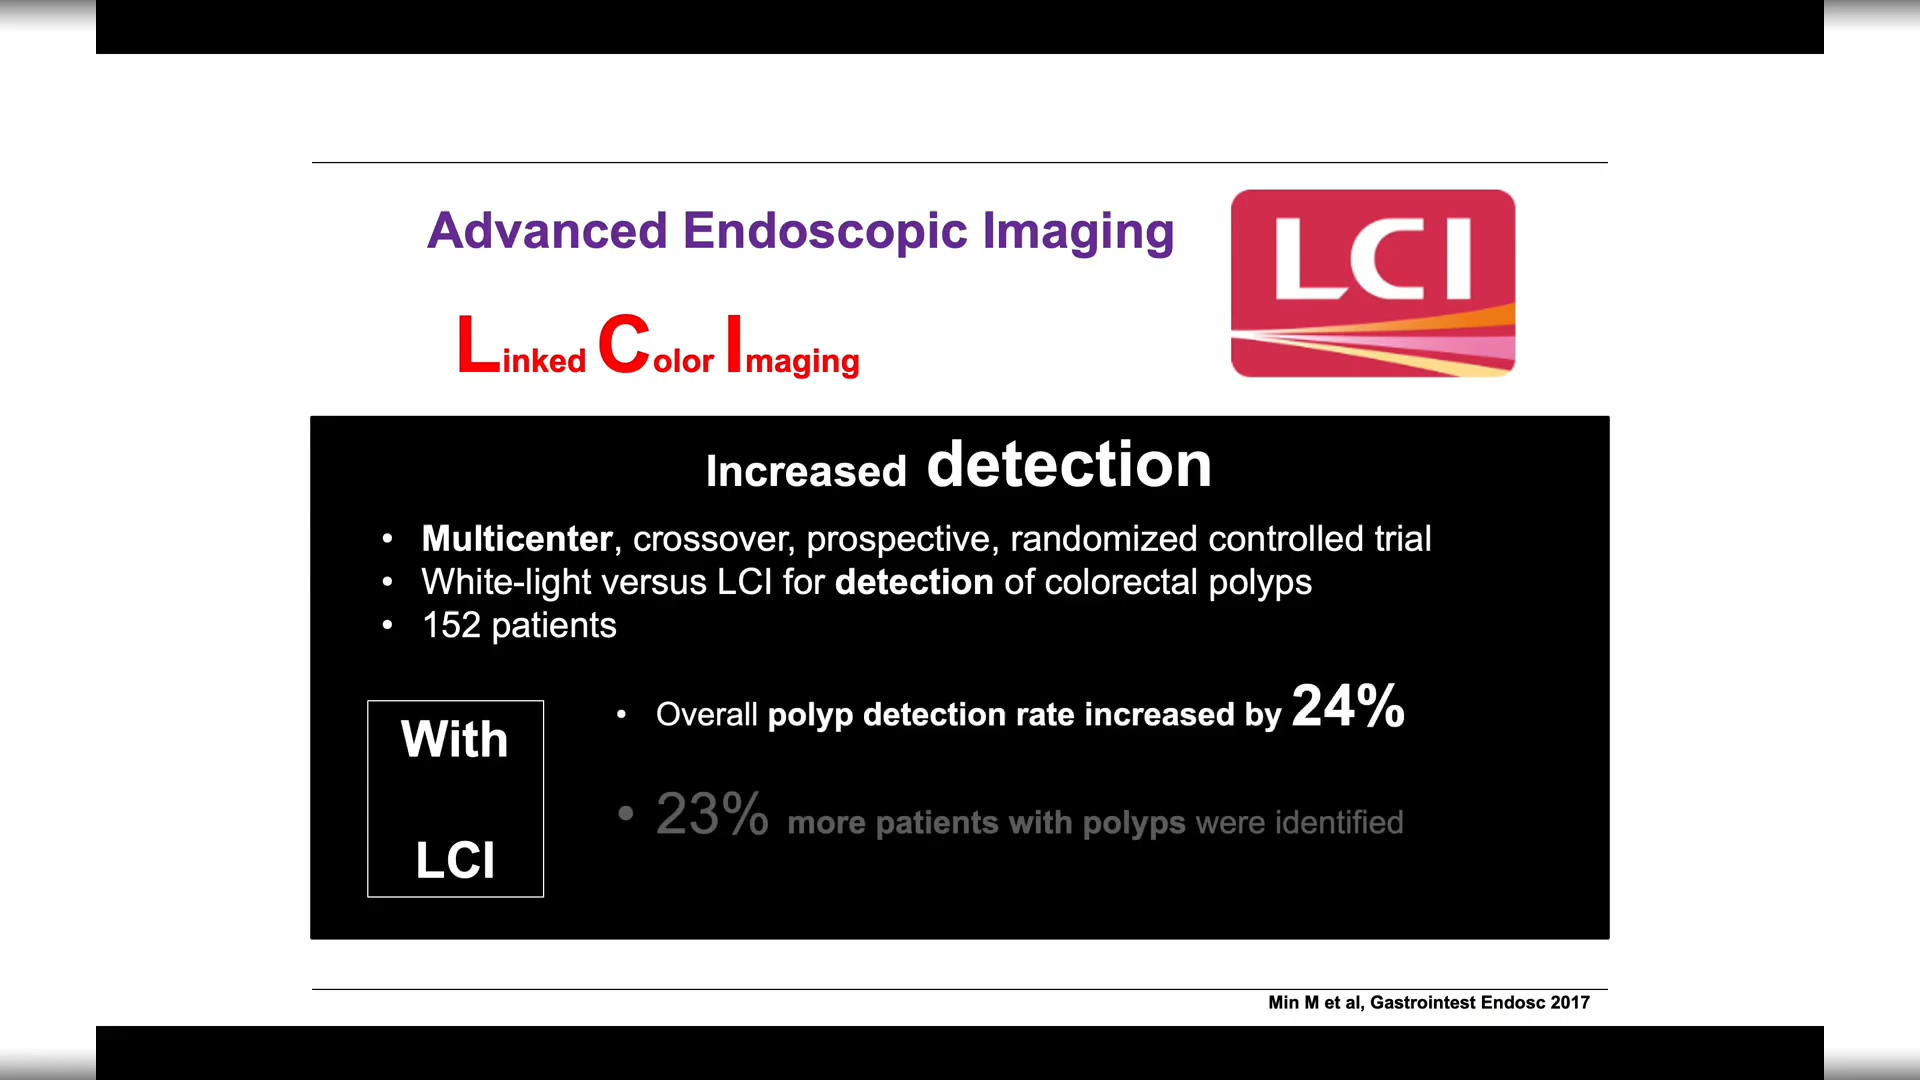 Advanced Endoscopic Imaging
LCI
Linked Color Imaging
Increased detection
• Multicenter, crossover, prospective, randomized controlled trial
• White-light versus LCI for detection of colorectal polyps
• 152 patients
With
LCI
• Overall polyp detection rate increased by 24%
• 23% more patients with polyps were identified
Min M et al, Gastrointest Endosc 2017